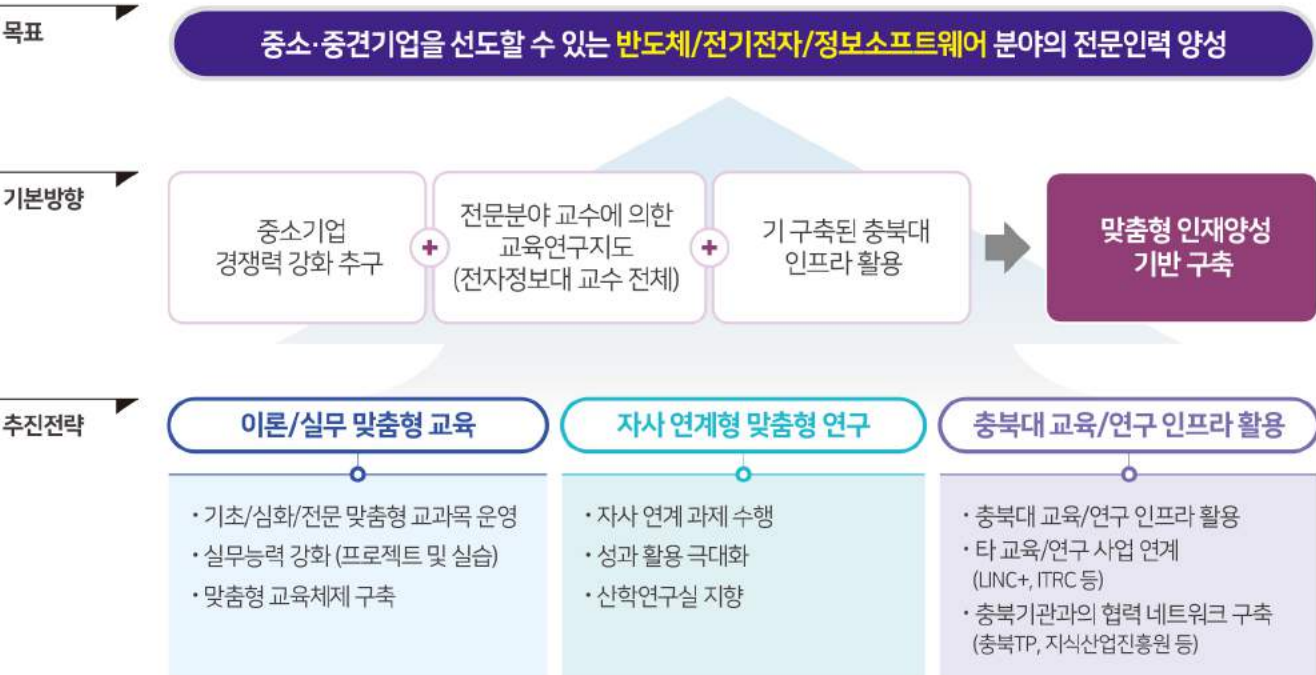 목표
중소·중견기업을 선도할 수 있는 반도체/전기전자/정보소프트웨어 분야의 전문인력 양성
기본방향
중소기업
경쟁력 강화 추구
+
전문분야 교수에 의한
교육연구지도
(전자정보대 교수 전체)
+
기 구축된 충북대
인프라 활용
맞춤형 인재양성
기반 구축
추진전략
이론/실무 맞춤형 교육
· 기초/심화/전문 맞춤형 교과목 운영
· 실무능력 강화 (프로젝트 및 실습)
· 맞춤형 교육체제 구축
자사 연계형 맞춤형 연구
· 자사 연계 과제 수행
· 성과 활용 극대화
· 산학연구실 지향
충북대 교육/연구 인프라 활용
· 충북대 교육/연구 인프라 활용
· 타 교육/연구 사업 연계
(LINC+, ITRC 등)
· 충북기관과의 협력 네트워크 구축
(충북TP, 지식산업진흥원 등)